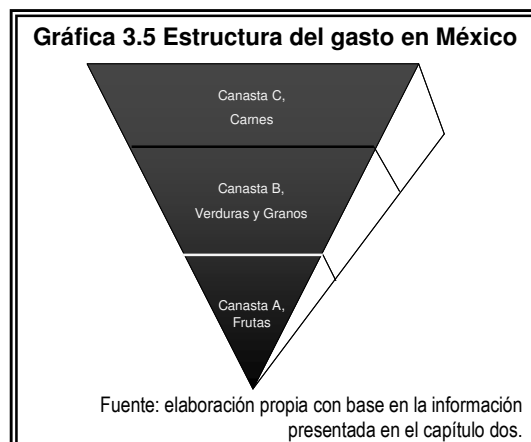 Gráfica 3.5 Estructura del gasto en México
Canasta C,
Carnes
Canasta B,
Verduras y Granos
Canasta A,
Frutas
Fuente: elaboración propia con base en la información
presentada en el capítulo dos.